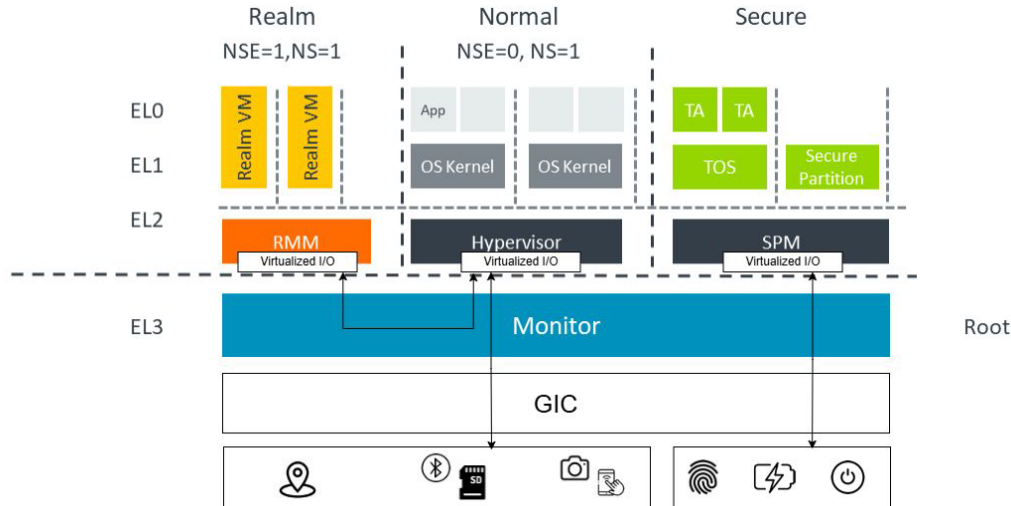 Realm Normal Secure
NSE=1,NS=1 NSE=0, NS=1
EL0 Realm VM Realm VM App TA TA
EL1 OS Kernel OS Kernel TOS Secure
Partition
EL2 RMM Hypervisor SPM
Virtualized I/O Virtualized I/O Virtualized I/O
EL3 Monitor Root
GIC
SD